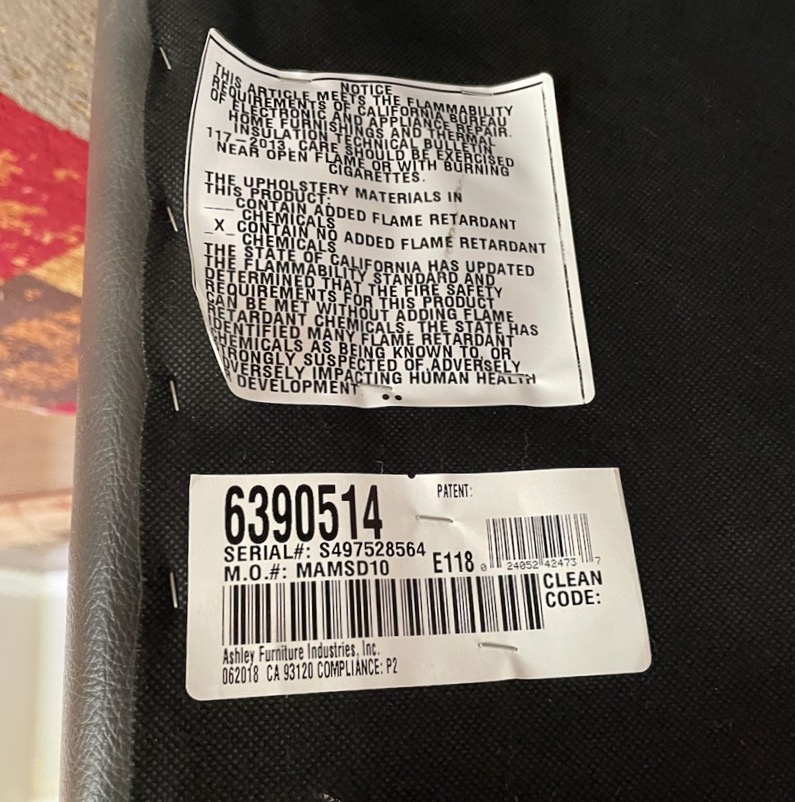 NOTICE
THIS ARTICLE MEETS THE FLAMMABILITY
REQUIREMENTS OF CALIFORNIA BUREAU
OF ELECTRONIC AND APPLIANCE REPAIR.
HOME FURNISHINGS AND THERMAL
INSULATION TECHNICAL BULLETIN
117-2013. CARE SHOULD BE EXERCISED
NEAR OPEN FLAME OR WITH BURNING
CIGARETTES.
THE UPHOLSTERY MATERIALS IN
THIS PRODUCT:
___ CONTAIN ADDED FLAME RETARDANT
CHEMICALS
_X_ CONTAIN NO ADDED FLAME RETARDANT
CHEMICALS
THE STATE OF CALIFORNIA HAS UPDATED
THE FLAMMABILITY STANDARD AND
DETERMINED THAT THE FIRE SAFETY
REQUIREMENTS FOR THIS PRODUCT
CAN BE MET WITHOUT ADDING FLAME
RETARDANT CHEMICALS. THE STATE HAS
IDENTIFIED MANY FLAME RETARDANT
CHEMICALS AS BEING KNOWN TO, OR
STRONGLY SUSPECTED OF,ADVERSELY
DVERSELY IMPACTING HUMAN HEALTH
R DEVELOPMENT
6390514
PATENT:
SERIAL#: S497528564
M.O.#: MAMSD10
E118
0 24052 42473 7
CLEAN
CODE:
Ashley Furniture Industries, Inc.
062018 CA 93120 COMPLIANCE: P2